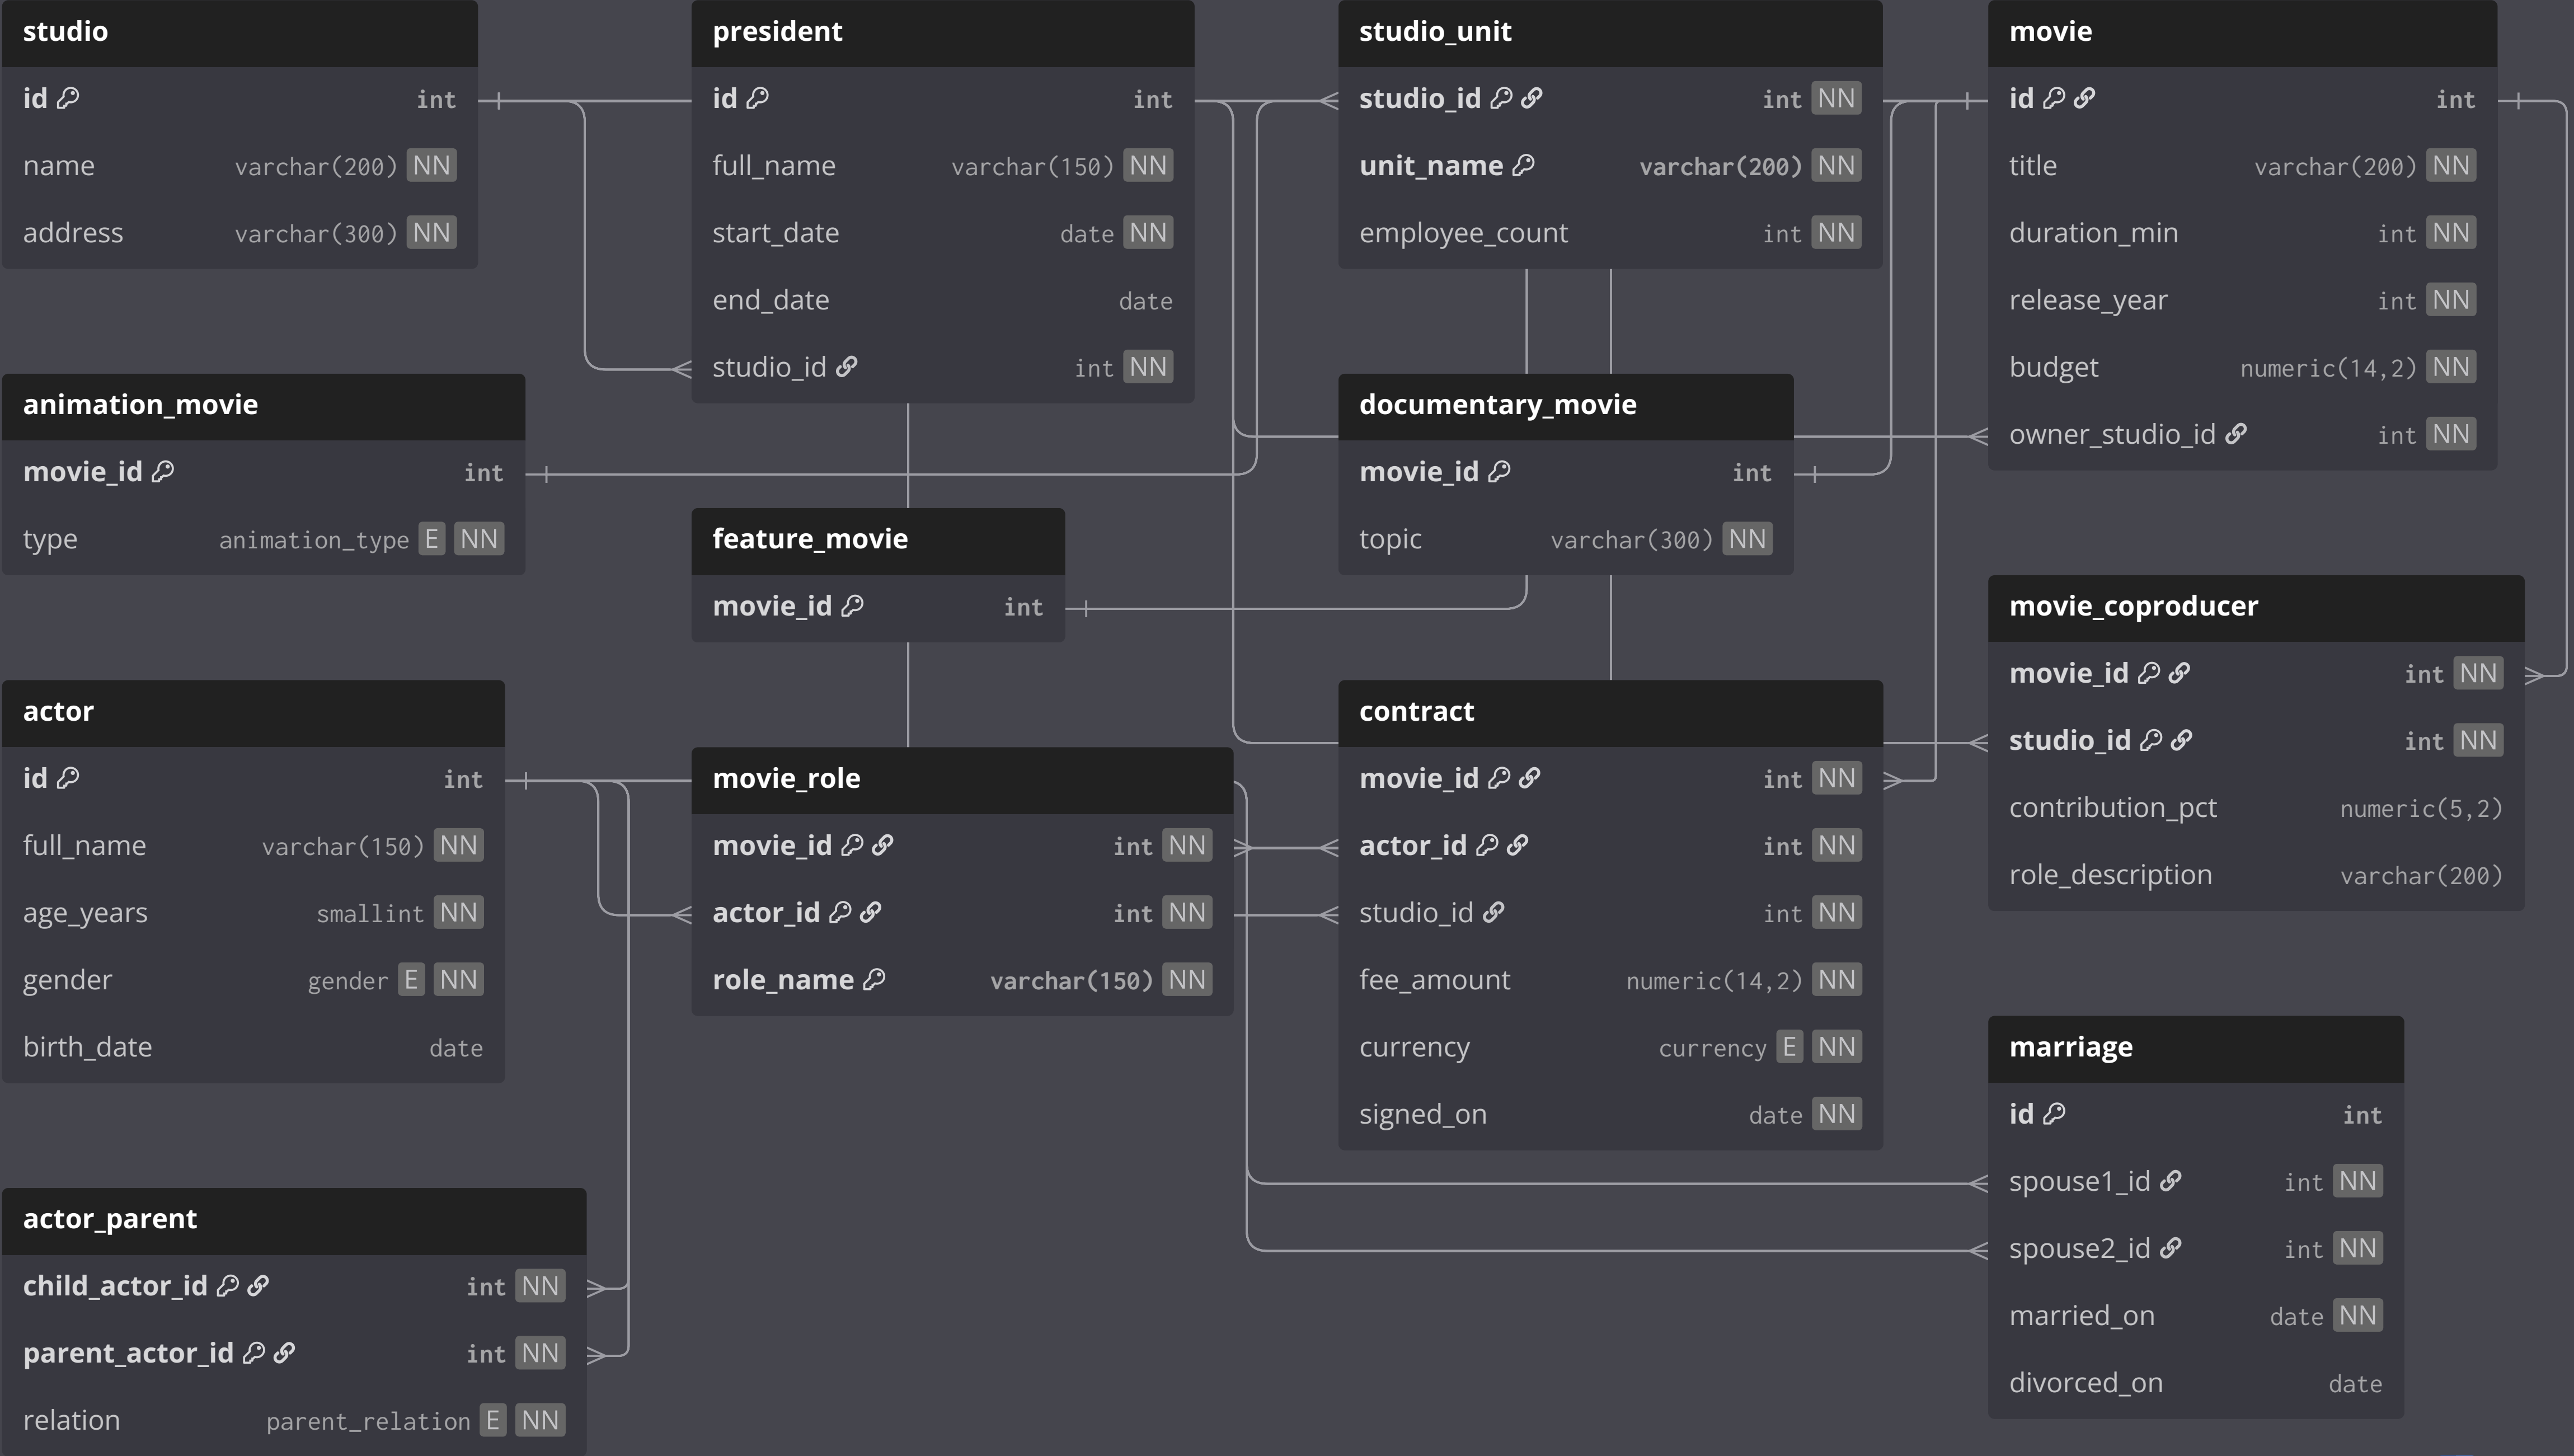 studio
id int
name varchar(200) NN
address varchar(300) NN
president
id int
full_name varchar(150) NN
start_date date NN
end_date date
studio_id int NN
studio_unit
studio_id int NN
unit_name varchar(200) NN
employee_count int NN
movie
id int
title varchar(200) NN
duration_min int NN
release_year int NN
budget numeric(14,2) NN
owner_studio_id int NN
animation_movie
movie_id int
type animation_type E NN
feature_movie
movie_id int
documentary_movie
movie_id int
topic varchar(300) NN
movie_coproducer
movie_id int NN
studio_id int NN
contribution_pct numeric(5,2)
role_description varchar(200)
actor
id int
full_name varchar(150) NN
age_years smallint NN
gender gender E NN
birth_date date
movie_role
movie_id int NN
actor_id int NN
role_name varchar(150) NN
contract
movie_id int NN
actor_id int NN
studio_id int NN
fee_amount numeric(14,2) NN
currency currency E NN
signed_on date NN
marriage
id int
spouse1_id int NN
spouse2_id int NN
married_on date NN
divorced_on date
actor_parent
child_actor_id int NN
parent_actor_id int NN
relation parent_relation E NN